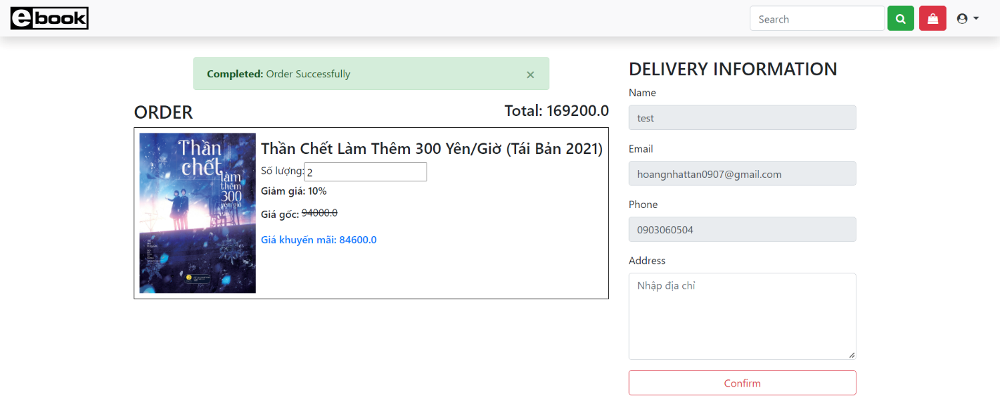 ebook
Search
Completed: Order Successfully
×
ORDER
Total: 169200.0
Thần
chết
làm
thêm
300
yên/giờ
Thần Chết Làm Thêm 300 Yên/Giờ (Tái Bản 2021)
Số lượng: 2
Giảm giá: 10%
Giá gốc: 94000.0
Giá khuyến mãi: 84600.0
DELIVERY INFORMATION
Name
test
Email
hoangnhattan0907@gmail.com
Phone
0903060504
Address
Nhập địa chỉ
Confirm